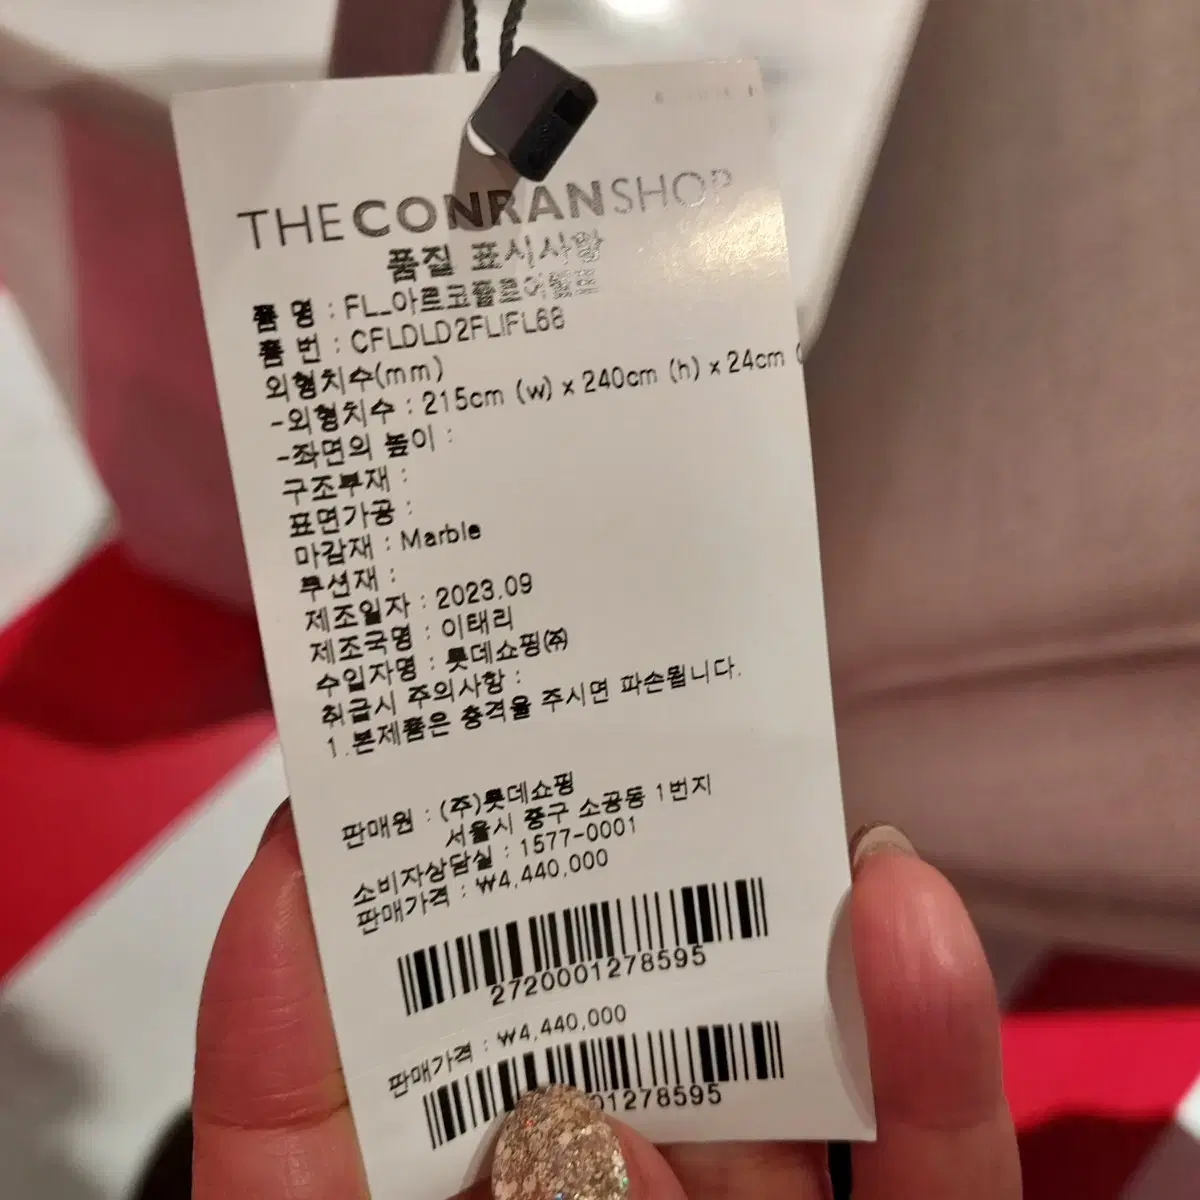 THE CONRAN SHOP
품질 표시사항
품 명 : FL_아르코플로어램프
품 번 : CFLDLD2FLIFL68
외형치수(mm)
-외형치수 : 215cm (w) x 240cm (h) x 24cm (
-좌면의 높이 :
구조부재 :
표면가공 :
마감재 : Marble
쿠션재 :
제조일자 : 2023.09
제조국명 : 이태리
수입자명 : 롯데쇼핑㈜
취급시 주의사항 :
1.본제품은 충격을 주시면 파손됩니다.
판매원 : (주)롯데쇼핑
서울시 중구 소공동 1번지
소비자상담실 : 1577-0001
판매가격 : ₩4,440,000
2720001278595
판매가격 : ₩4,440,000
01278595